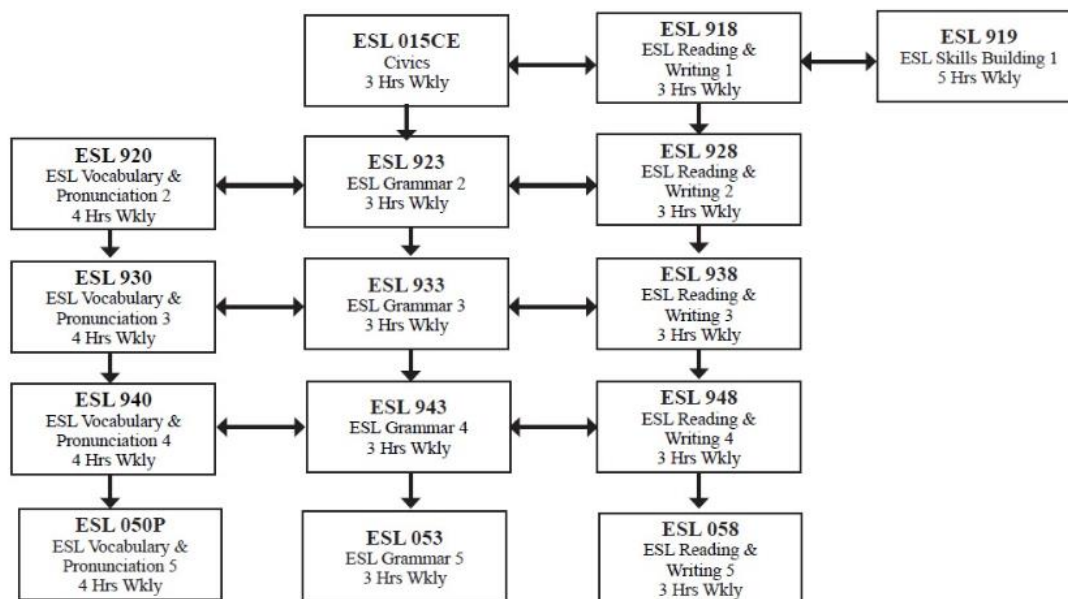 ESL 015CE
Civics
3 Hrs Wkly
ESL 918
ESL Reading &
Writing 1
3 Hrs Wkly
ESL 919
ESL Skills Building 1
5 Hrs Wkly
ESL 920
ESL Vocabulary &
Pronunciation 2
4 Hrs Wkly
ESL 923
ESL Grammar 2
3 Hrs Wkly
ESL 928
ESL Reading &
Writing 2
3 Hrs Wkly
ESL 930
ESL Vocabulary &
Pronunciation 3
4 Hrs Wkly
ESL 933
ESL Grammar 3
3 Hrs Wkly
ESL 938
ESL Reading &
Writing 3
3 Hrs Wkly
ESL 940
ESL Vocabulary &
Pronunciation 4
4 Hrs Wkly
ESL 943
ESL Grammar 4
3 Hrs Wkly
ESL 948
ESL Reading &
Writing 4
3 Hrs Wkly
ESL 050P
ESL Vocabulary &
Pronunciation 5
4 Hrs Wkly
ESL 053
ESL Grammar 5
3 Hrs Wkly
ESL 058
ESL Reading &
Writing 5
3 Hrs Wkly